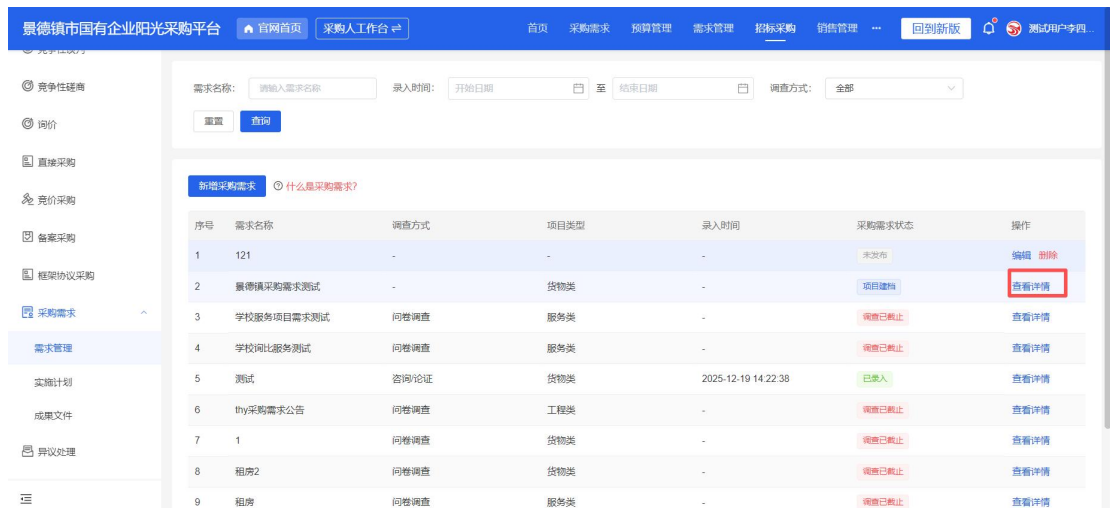 景德镇市国有企业阳光采购平台 官网首页 采购人工作台 首页 采购需求 预算管理 需求管理 招标采购 销售管理 ··· 回到新版 测试用户李四...
竞争性磋商
询价
直接采购
竞价采购
备案采购
框架协议采购
采购需求
需求管理
实施计划
成果文件
异议处理
需求名称: 请输入需求名称 录入时间: 开始日期 至 结束日期 调查方式: 全部
重置 查询
新增采购需求 什么是采购需求?
序号 需求名称 调查方式 项目类型 录入时间 采购需求状态 操作
1 121 - - - 未发布 编辑 删除
2 景德镇采购需求测试 - 货物类 - 项目建档 查看详情
3 学校服务项目需求测试 问卷调查 服务类 - 调查已截止 查看详情
4 学校询比服务测试 问卷调查 服务类 - 调查已截止 查看详情
5 测试 咨询/论证 货物类 2025-12-19 14:22:38 已录入 查看详情
6 thy采购需求公告 问卷调查 工程类 - 调查已截止 查看详情
7 1 问卷调查 货物类 - 调查已截止 查看详情
8 租房2 问卷调查 货物类 - 调查已截止 查看详情
9 租房 问卷调查 服务类 - 调查已截止 查看详情